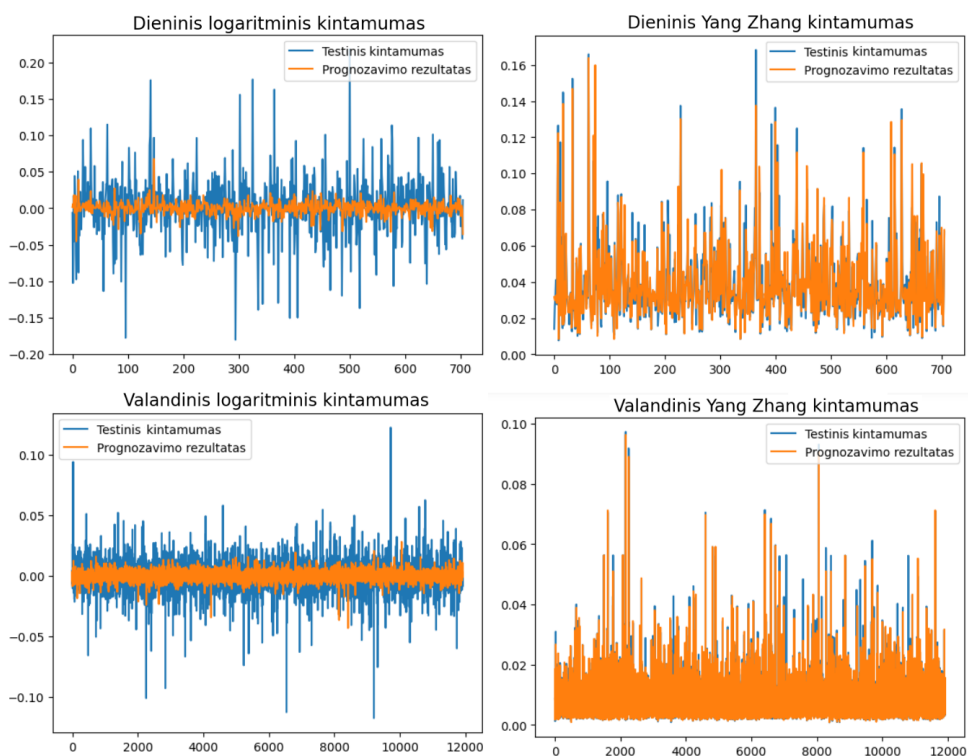 Dieninis logaritminis kintamumas
Testinis kintamumas
Prognozavimo rezultatas
0.20
0.15
0.10
0.05
0.00
−0.05
−0.10
−0.15
−0.20
0 100 200 300 400 500 600 700
Dieninis Yang Zhang kintamumas
Testinis kintamumas
Prognozavimo rezultatas
0.16
0.14
0.12
0.10
0.08
0.06
0.04
0.02
0.00
0 100 200 300 400 500 600 700
Valandinis logaritminis kintamumas
Testinis kintamumas
Prognozavimo rezultatas
0.10
0.05
0.00
−0.05
−0.10
0 2000 4000 6000 8000 10000 12000
Valandinis Yang Zhang kintamumas
Testinis kintamumas
Prognozavimo rezultatas
0.10
0.08
0.06
0.04
0.02
0.00
0 2000 4000 6000 8000 10000 12000